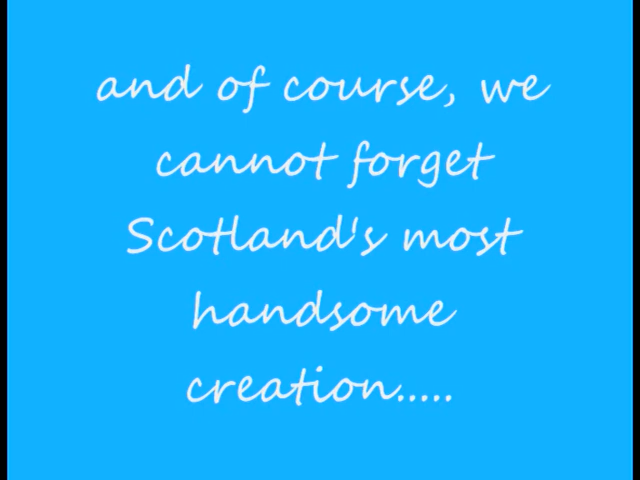 and of course, we
cannot forget
Scotland's most
handsome
creation.....